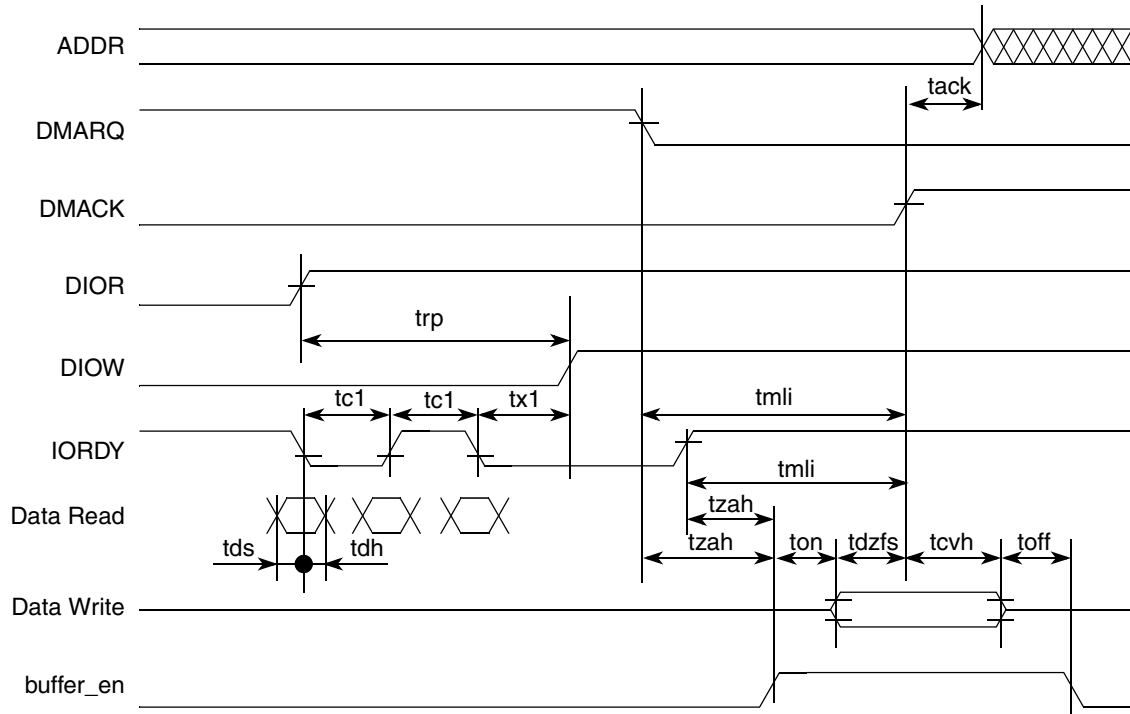 ADDR
tack
DMARQ
DMACK
DIOR
trp
DIOW
tc1 tc1 tx1 tmli
IORDY
tmli
Data Read
tzah
tds tdh tzah ton tdzfs tcvh toff
Data Write
buffer_en